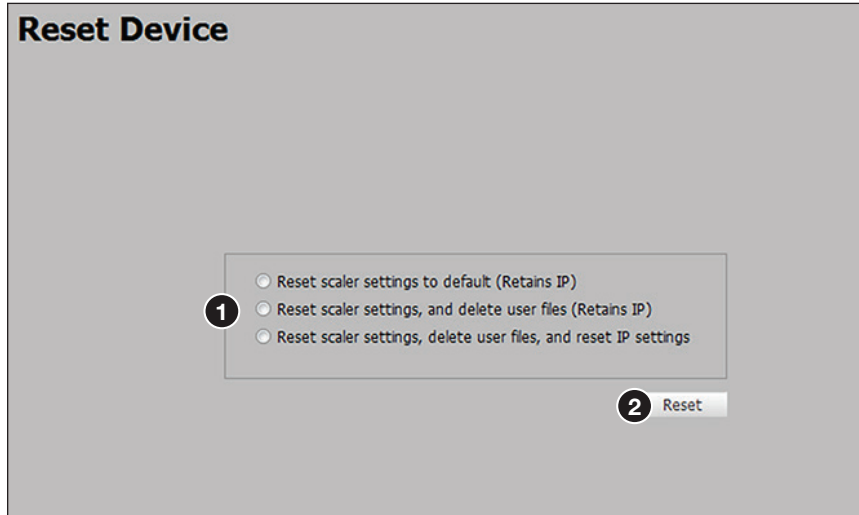 Reset Device
Reset scaler settings to default (Retains IP)
1
Reset scaler settings, and delete user files (Retains IP)
Reset scaler settings, delete user files, and reset IP settings
2
Reset